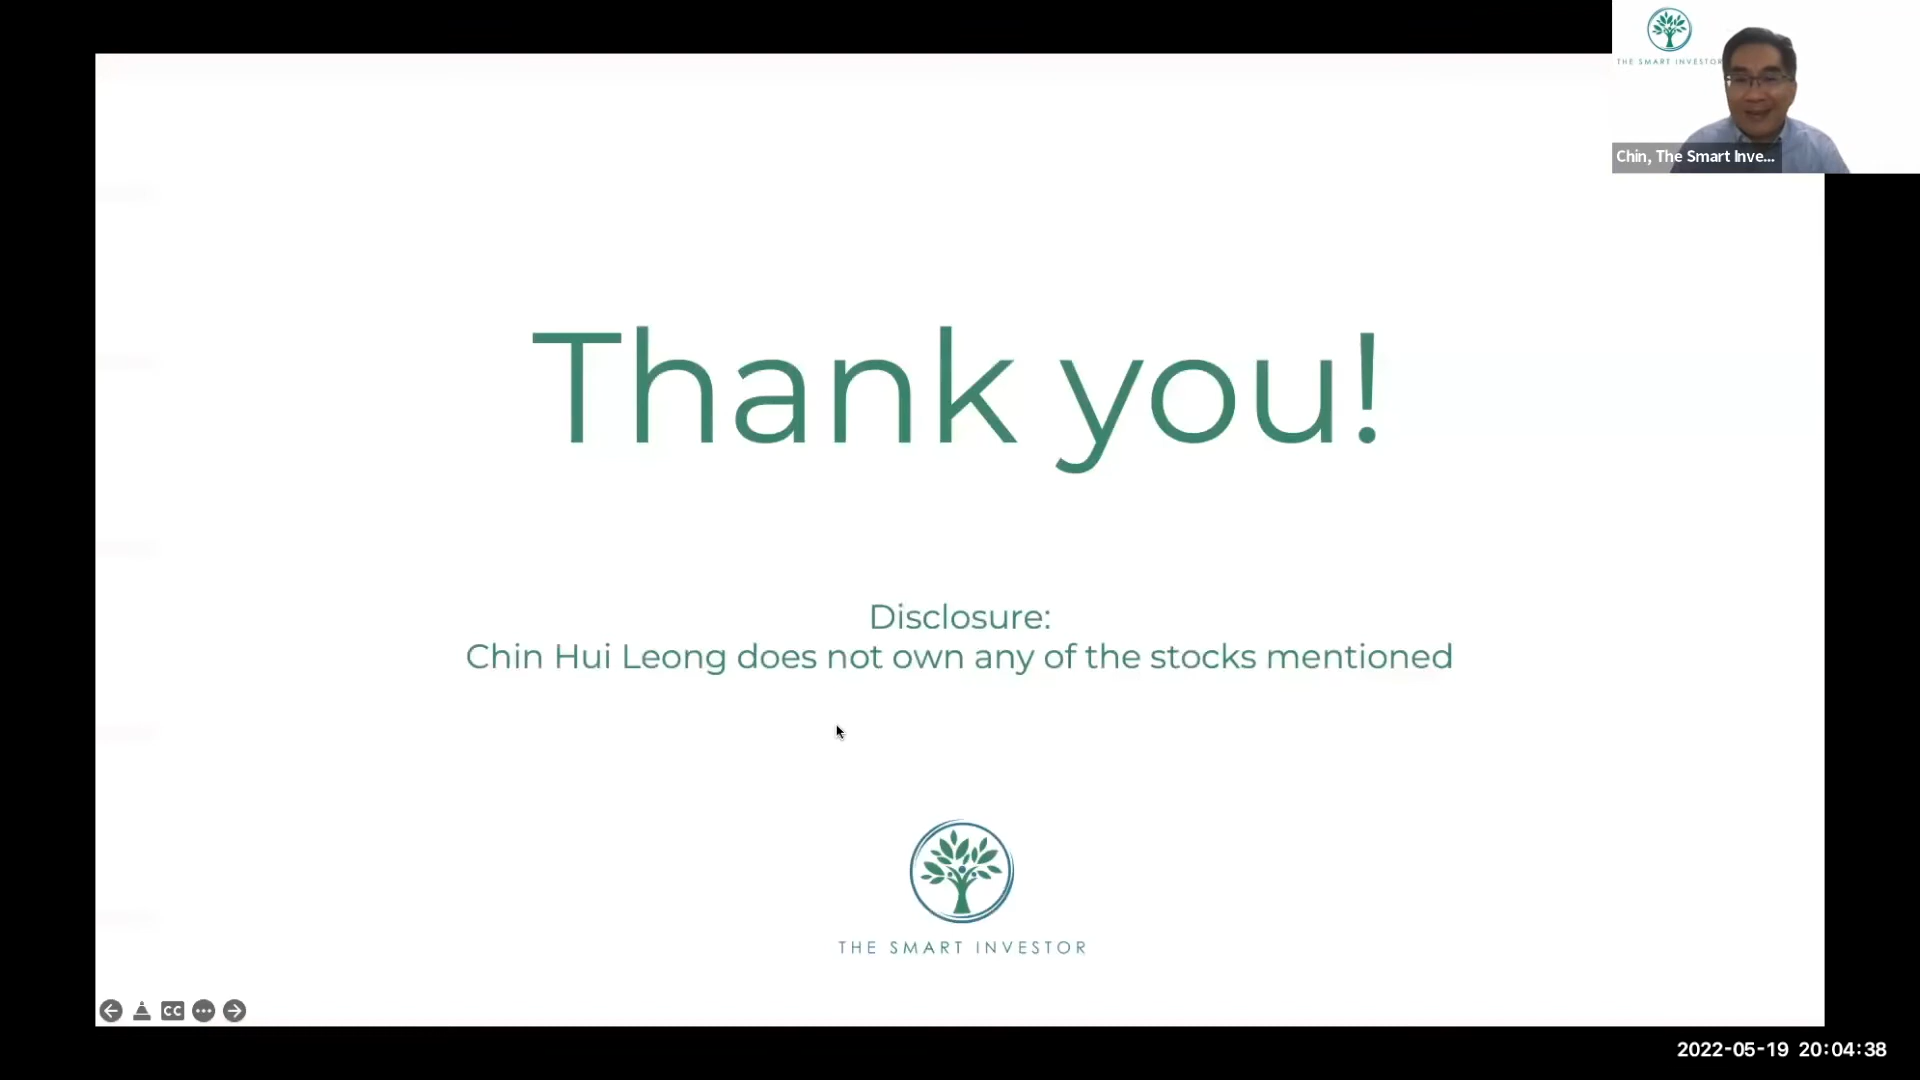 THE SMART INVESTOR
Chin, The Smart Inve...
Thank you!
Disclosure:
Chin Hui Leong does not own any of the stocks mentioned
THE SMART INVESTOR
CC
2022-05-19 20:04:38